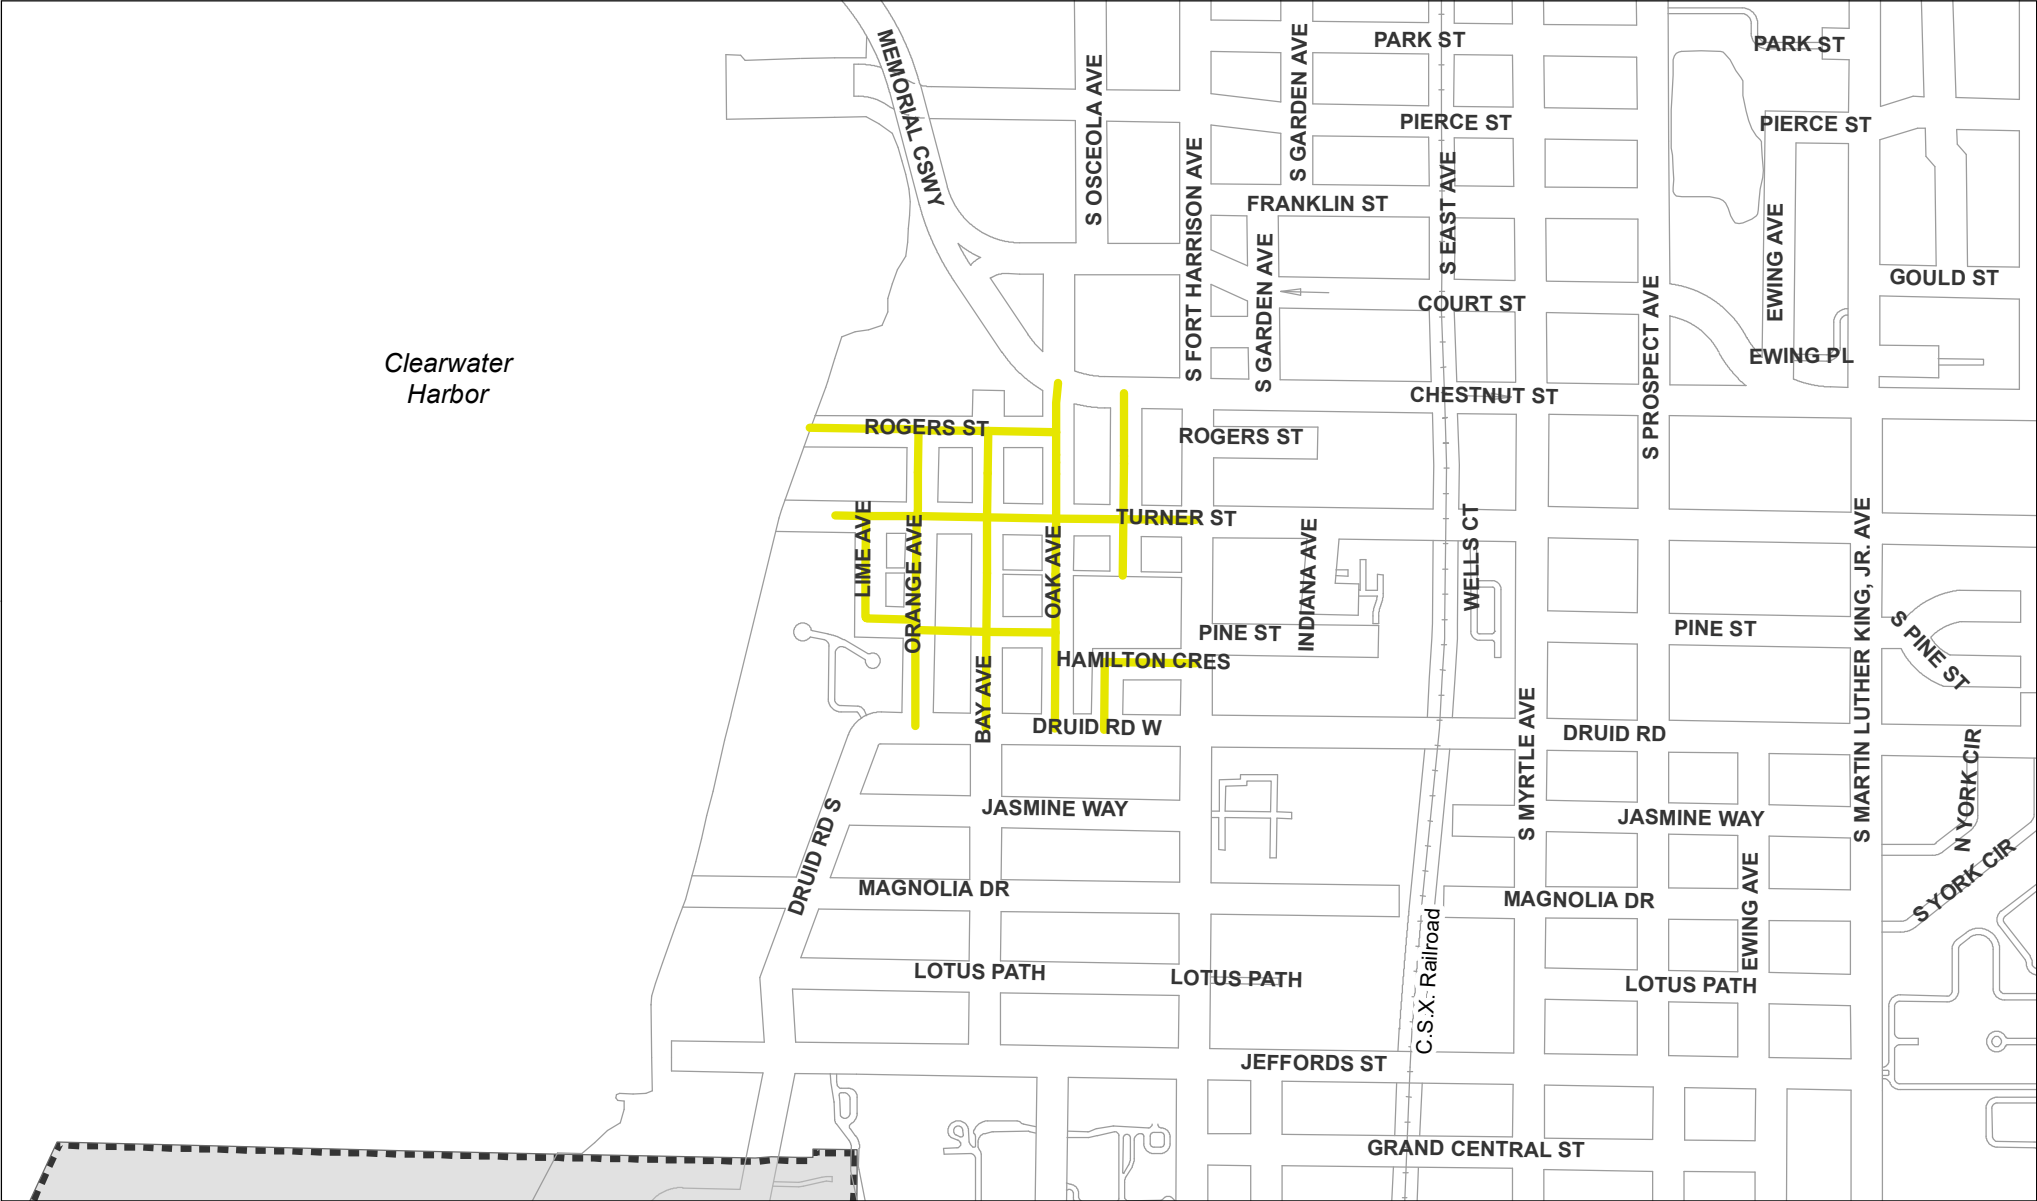 PARK ST
PARK ST
MEMORIAL CSWY
S OSCEOLA AVE
S GARDEN AVE
PIERCE ST
PIERCE ST
S FORT HARRISON AVE
S EAST AVE
FRANKLIN ST
EWING AVE
S GARDEN AVE
GOULD ST
COURT ST
S PROSPECT AVE
EWING PL
Clearwater
Harbor
CHESTNUT ST
ROGERS ST
ROGERS ST
TURNER ST
LIME AVE
ORANGE AVE
OAK AVE
INDIANA AVE
WELLS CT
S MARTIN LUTHER KING, JR. AVE
PINE ST
PINE ST
S PINE ST
HAMILTON CRES
BAY AVE
DRUID RD W
DRUID RD
S MYRTLE AVE
N YORK CIR
JASMINE WAY
JASMINE WAY
DRUID RD S
MAGNOLIA DR
MAGNOLIA DR
EWING AVE
S YORK CIR
C.S.X. Railroad
LOTUS PATH
LOTUS PATH
LOTUS PATH
JEFFORDS ST
GRAND CENTRAL ST